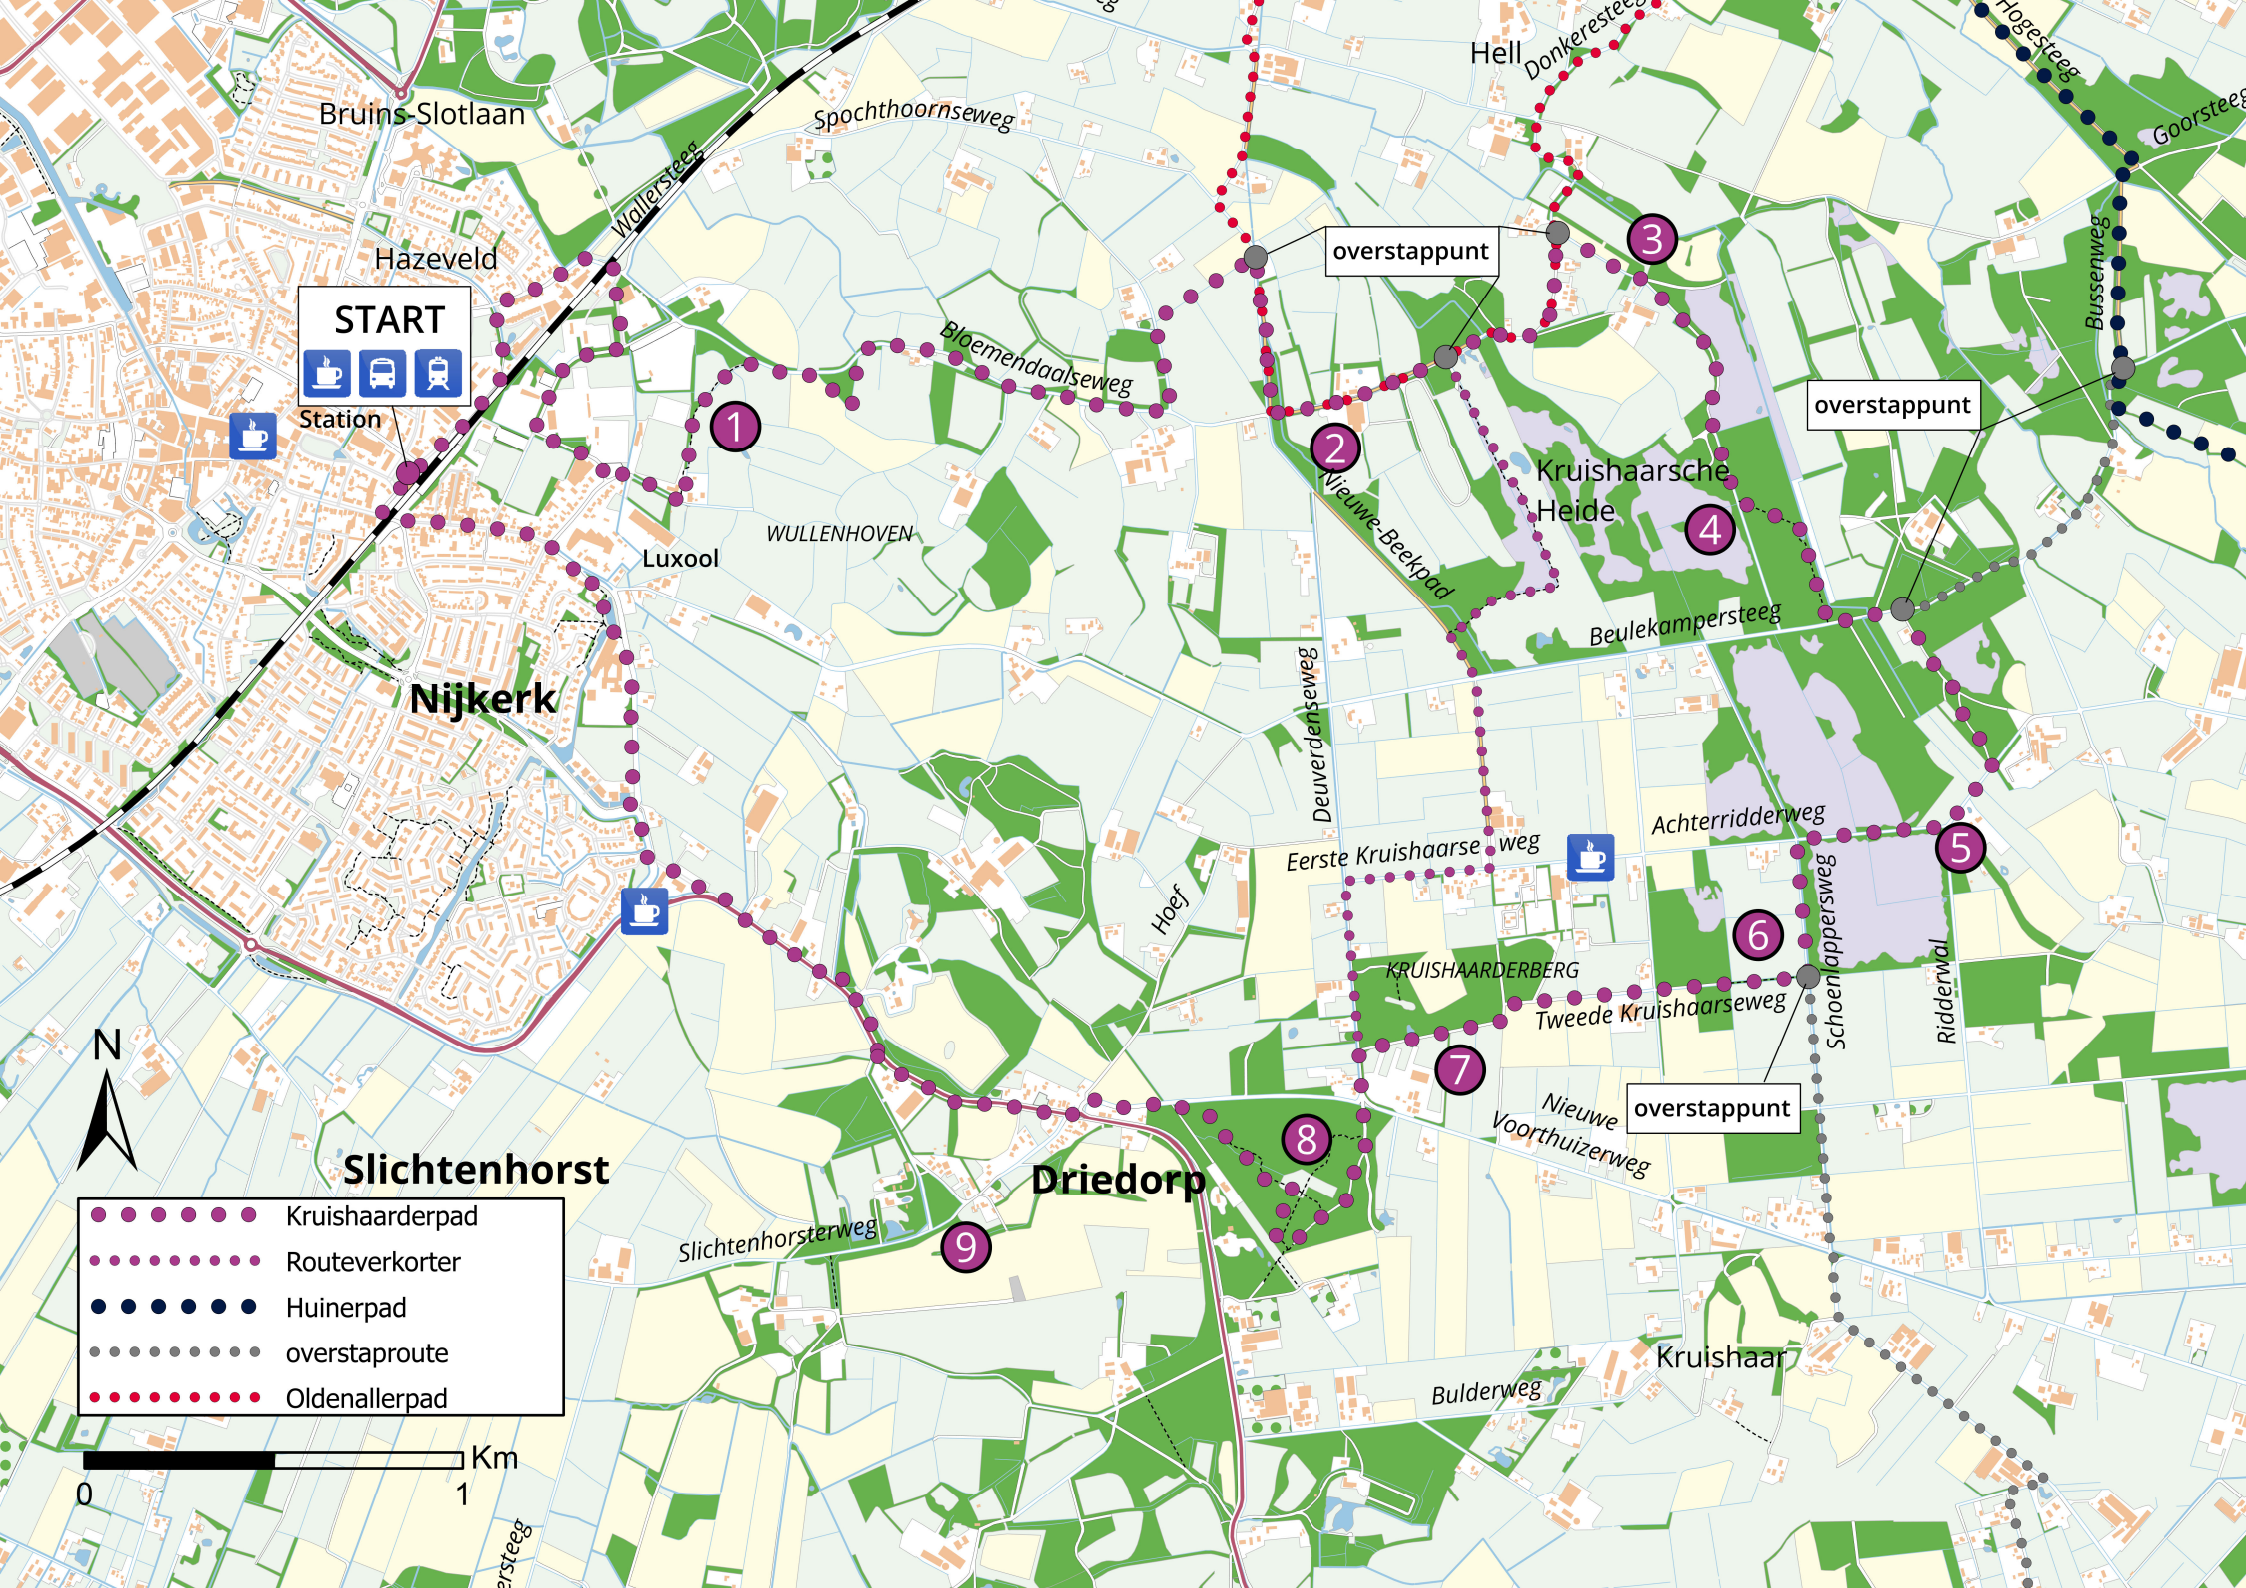 Hell
Donkeresteeg
Hogesteeg
Goorsteeg
Bruins-Slotlaan
Spochthoornseweg
Wallersteeg
Hazeveld
overstappunt
3
Bussenweg
START
Station
Bloemendaalseweg
1
2
overstappunt
Kruishaarsche
Heide
4
Nieuwe-Beekpad
WULLENHOVEN
Luxool
Beulekampersteeg
Nijkerk
Deuverdenseweg
Achterridderweg
Eerste Kruishaarse weg
5
Hoef
6
Schoenlappersweg
Ridderwal
KRUISHAARDERBERG
Tweede Kruishaarseweg
7
N
overstappunt
Nieuwe
Voorthuizerweg
8
Slichtenhorst
Driedorp
Slichtenhorsterweg
9
Kruishaarderpad
Routeverkorter
Huinerpad
overstaproute
Oldenallerpad
Kruishaar
Bulderweg
Km
0 1